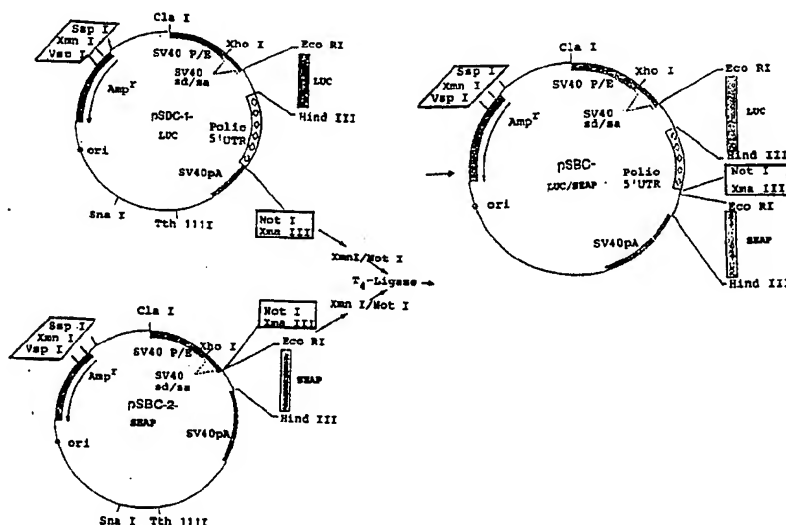 Cla I
Ssp I
Xmn I
Vsp I
SV40 P/E
Xho I
SV40
sd/sa
Eco RI
LUC
Hind III
Amp r
pSDC-1-
LUC
Polio
5'UTR
ori
SV40pA
Sna I
Tth 111I
Not I
Xma III
XmnI/Not I
T4-Ligase
Xmn I/Not I
Cla I
Ssp I
Xmn I
Vsp I
SV40 P/E
Xho I
SV40
sd/sa
Not I
Xma III
Eco RI
SEAP
Hind III
Amp r
pSBC-2-
SEAP
ori
SV40pA
Sna I
Tth 111I
Cla I
Ssp I
Xmn I
Vsp I
SV40 P/E
Xho I
SV40
sd/sa
Eco RI
LUC
Hind III
Amp r
pSBC-
LUC/SEAP
Polio
5'UTR
Not I
Xma III
Eco RI
SEAP
Hind III
ori
SV40pA